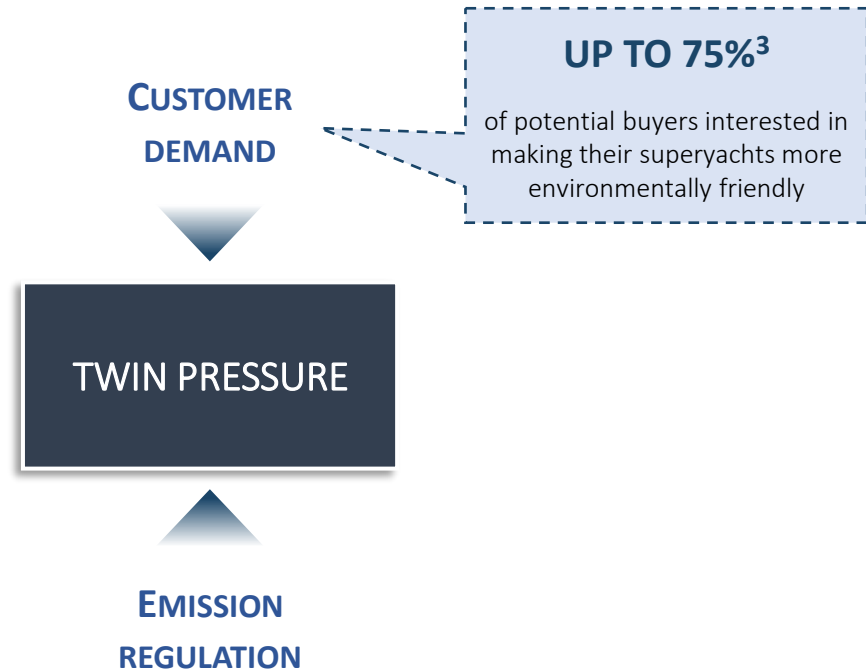 CUSTOMER
DEMAND
UP TO 75%³
of potential buyers interested in
making their superyachts more
environmentally friendly
TWIN PRESSURE
EMISSION
REGULATION